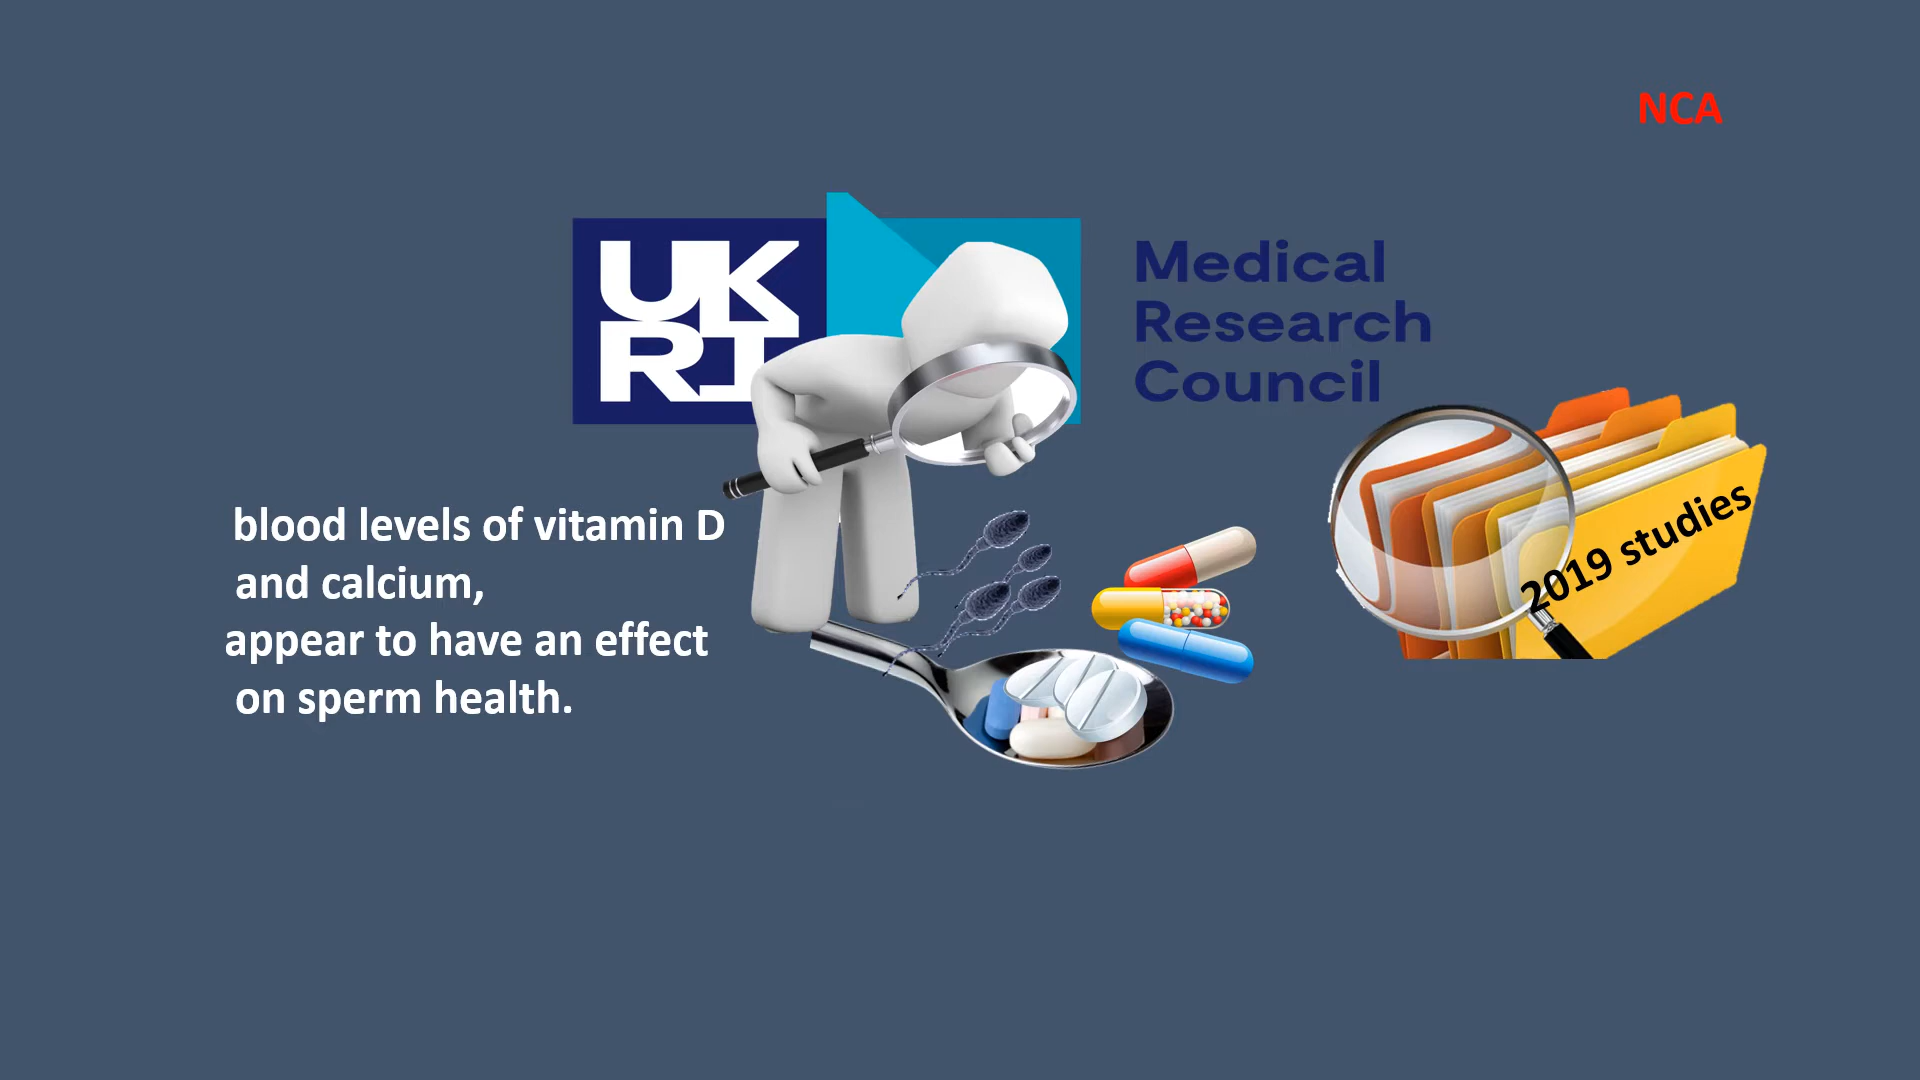 NCA
UK
RI
Medical
Research
Council
2019 studies
blood levels of vitamin D
and calcium,
appear to have an effect
on sperm health.